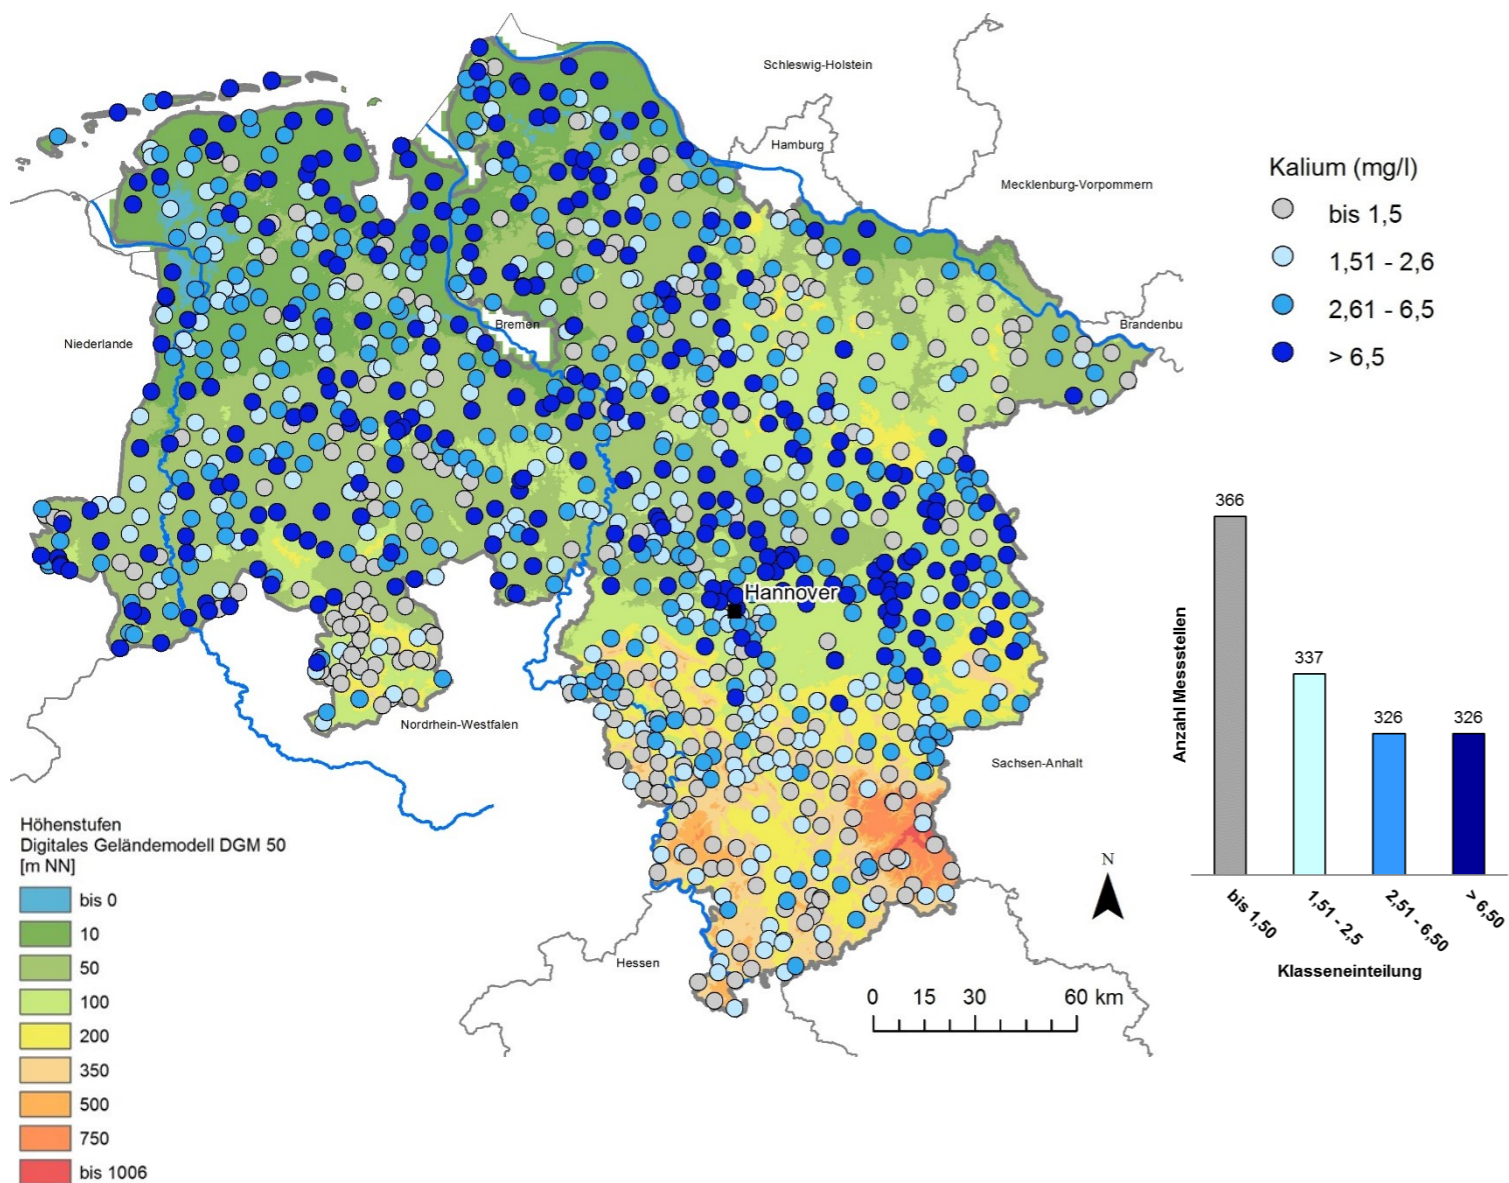 Schleswig-Holstein
Hamburg
Mecklenburg-Vorpommern
Niederlande
Bremen
Brandenbu
Hannover
Nordrhein-Westfalen
Sachsen-Anhalt
Hessen
N
0 15 30 60 km
Kalium (mg/l)
bis 1,5
1,51 - 2,6
2,61 - 6,5
> 6,5
Anzahl Messstellen
366
337
326
326
bis 1,50
1,51 - 2,5
2,51 - 6,50
> 6,50
Klasseneinteilung
Höhenstufen
Digitales Geländemodell DGM 50
[m NN]
bis 0
10
50
100
200
350
500
750
bis 1006